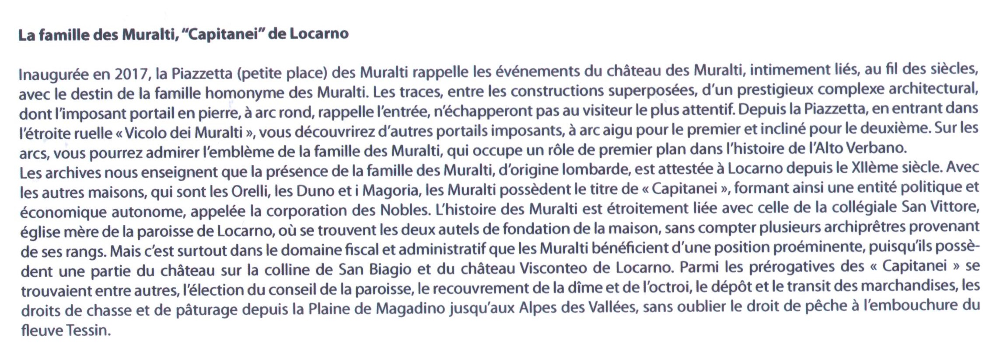 La famille des Muralti, “Capitanei” de Locarno
Inaugurée en 2017, la Piazzetta (petite place) des Muralti rappelle les événements du château des Muralti, intimement liés, au fil des siècles,
avec le destin de la famille homonyme des Muralti. Les traces, entre les constructions superposées, d’un prestigieux complexe architectural,
dont l’imposant portail en pierre, à arc rond, rappelle l’entrée, n’échapperont pas au visiteur le plus attentif. Depuis la Piazzetta, en entrant dans
l’étroite ruelle « Vicolo dei Muralti », vous découvrirez d’autres portails imposants, à arc aigu pour le premier et incliné pour le deuxième. Sur les
arcs, vous pourrez admirer l’emblème de la famille des Muralti, qui occupe un rôle de premier plan dans l’histoire de l’Alto Verbano.
Les archives nous enseignent que la présence de la famille des Muralti, d’origine lombarde, est attestée à Locarno depuis le XIIème siècle. Avec
les autres maisons, qui sont les Orelli, les Duno et i Magoria, les Muralti possèdent le titre de « Capitanei », formant ainsi une entité politique et
économique autonome, appelée la corporation des Nobles. L’histoire des Muralti est étroitement liée avec celle de la collégiale San Vittore,
église mère de la paroisse de Locarno, où se trouvent les deux autels de fondation de la maison, sans compter plusieurs archiprêtres provenant
de ses rangs. Mais c’est surtout dans le domaine fiscal et administratif que les Muralti bénéficient d’une position proéminente, puisqu’ils possè-
dent une partie du château sur la colline de San Biagio et du château Visconteo de Locarno. Parmi les prérogatives des « Capitanei » se
trouvaient entre autres, l’élection du conseil de la paroisse, le recouvrement de la dîme et de l’octroi, le dépôt et le transit des marchandises, les
droits de chasse et de pâturage depuis la Plaine de Magadino jusqu’aux Alpes des Vallées, sans oublier le droit de pêche à l’embouchure du
fleuve Tessin.